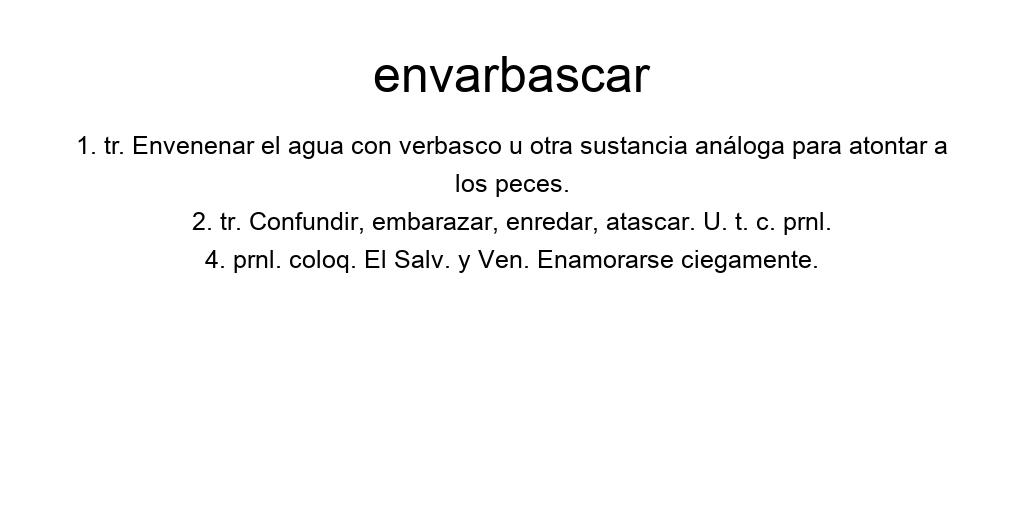 envarbascar
1. tr. Envenenar el agua con verbasco u otra sustancia análoga para atontar a
los peces.
2. tr. Confundir, embarazar, enredar, atascar. U. t. c. prnl.
4. prnl. coloq. El Salv. y Ven. Enamorarse ciegamente.